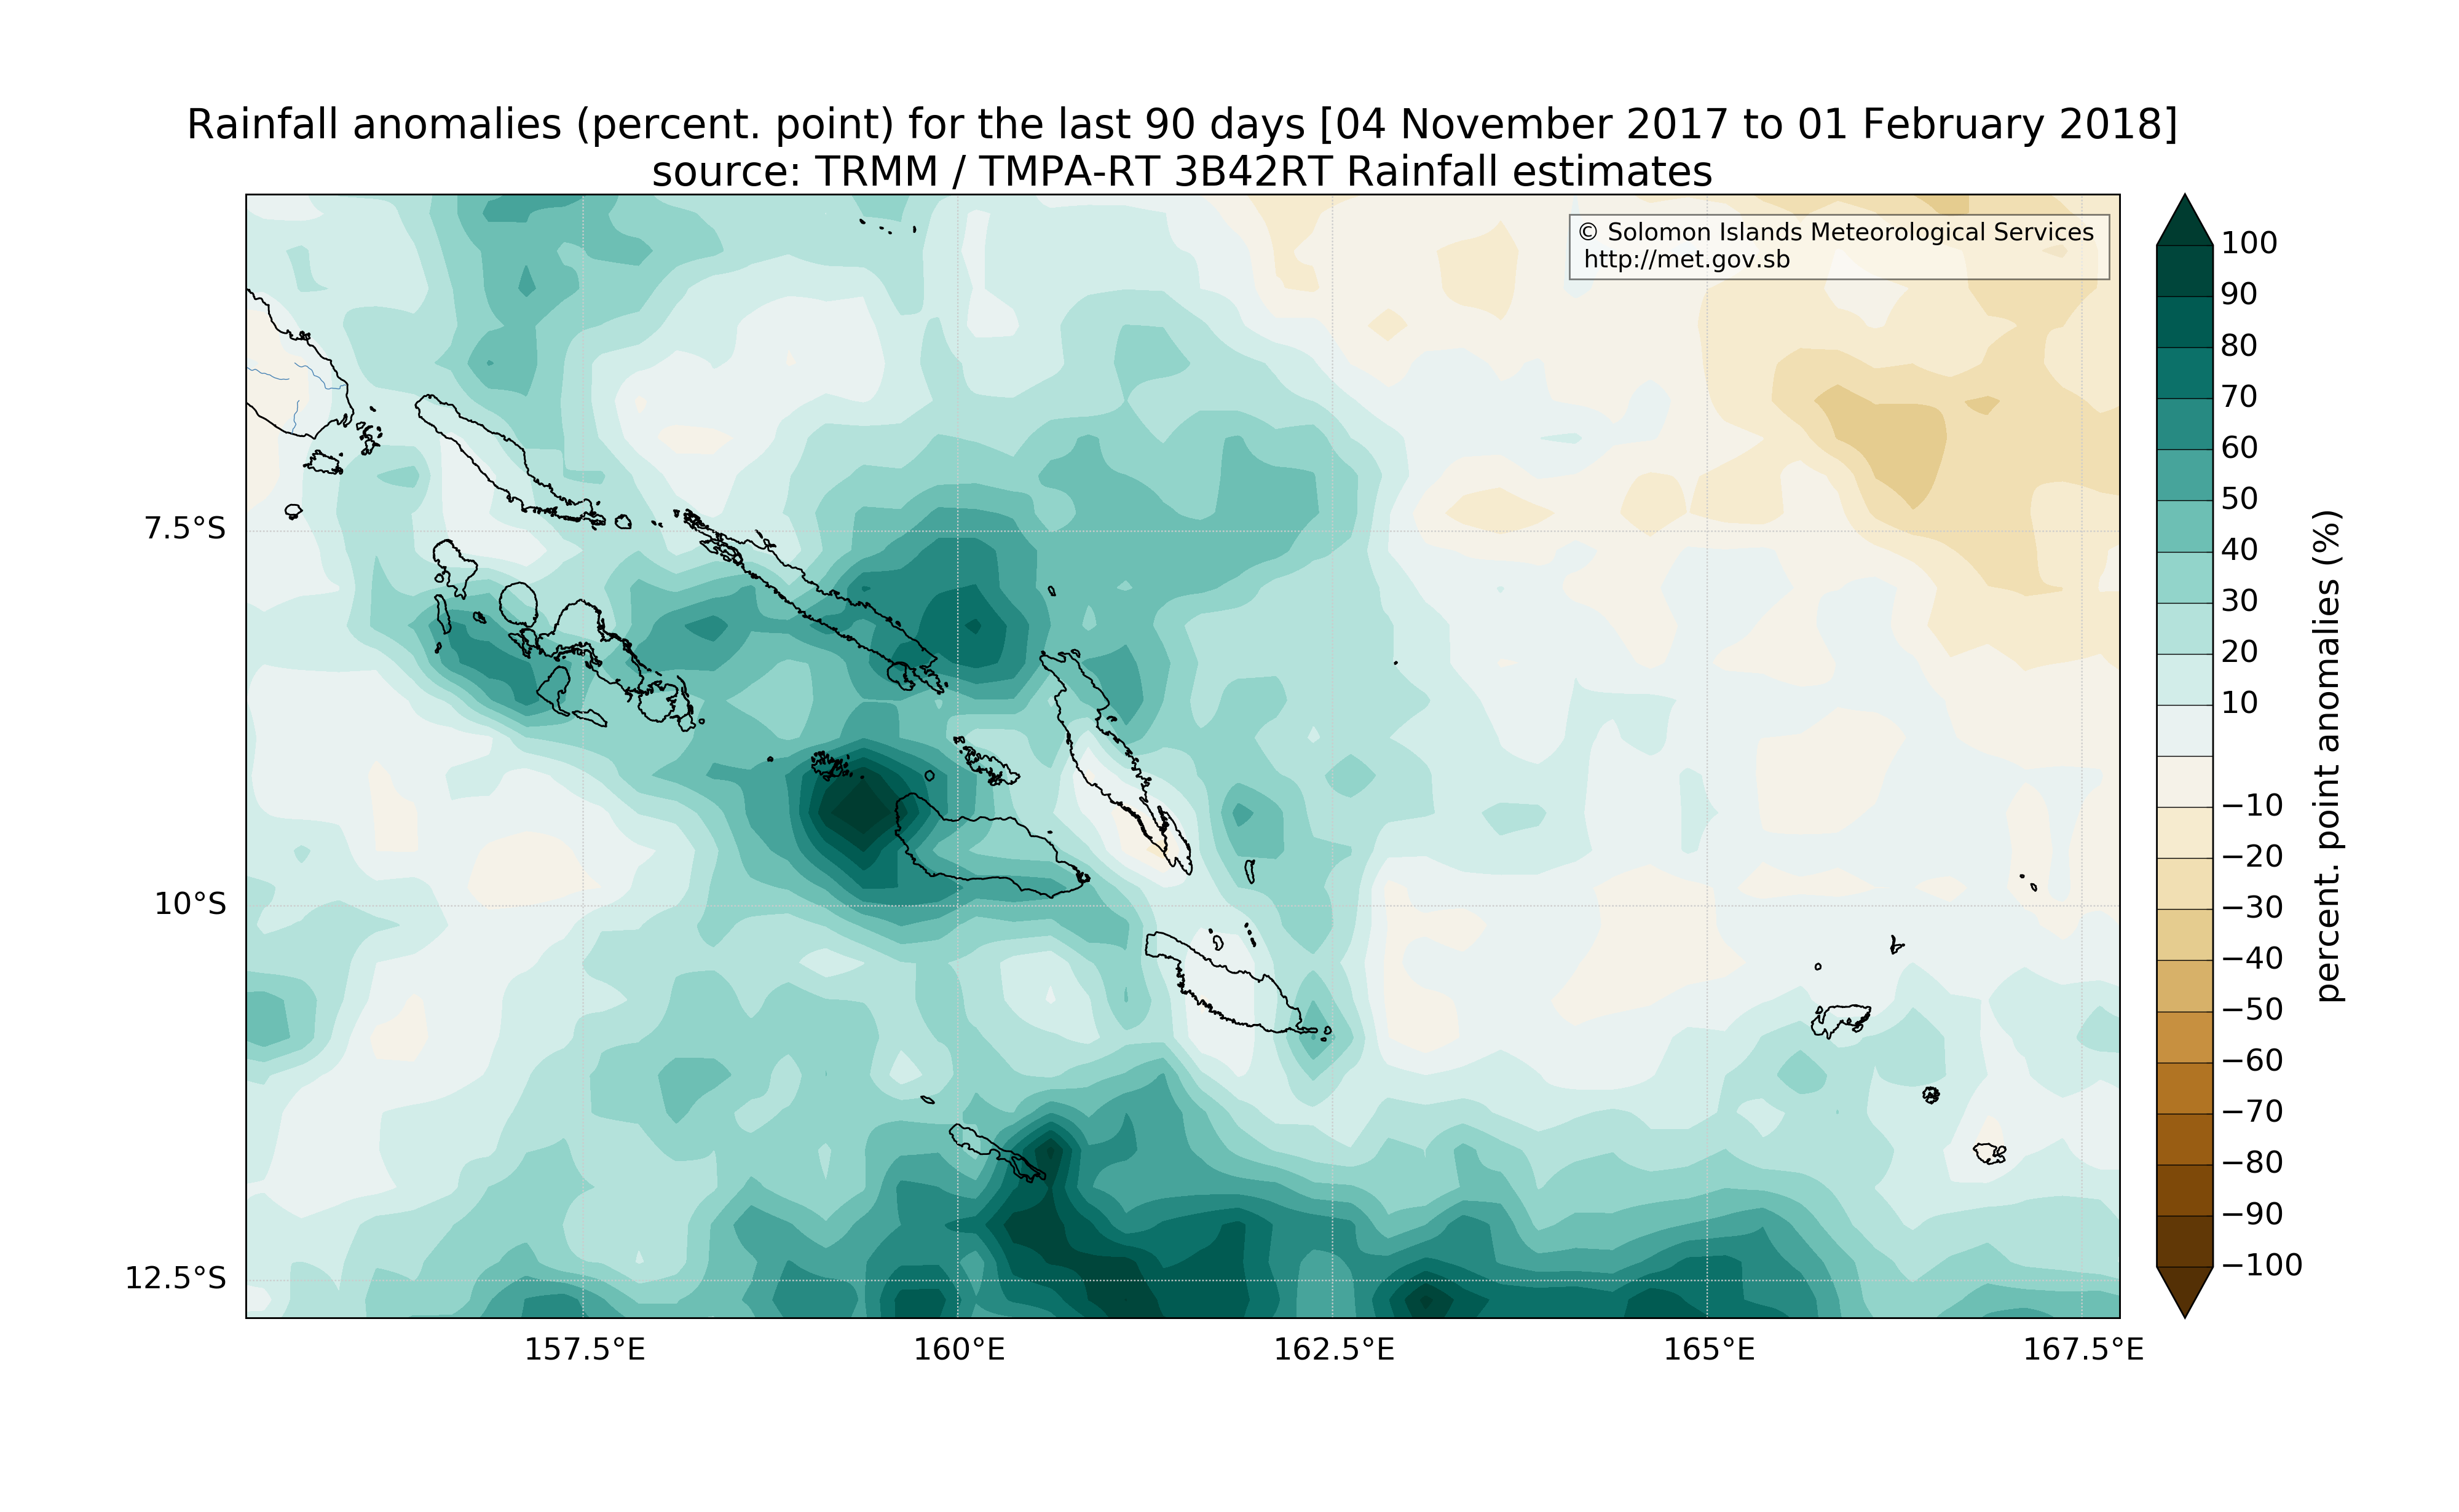 Rainfall anomalies (percent. point) for the last 90 days [04 November 2017 to 01 February 2018]
source: TRMM / TMPA-RT 3B42RT Rainfall estimates
© Solomon Islands Meteorological Services
http://met.gov.sb
7.5°S
10°S
12.5°S
157.5°E
160°E
162.5°E
165°E
167.5°E
100
90
80
70
60
50
40
30
20
10
−10
−20
−30
−40
−50
−60
−70
−80
−90
−100
percent. point anomalies (%)